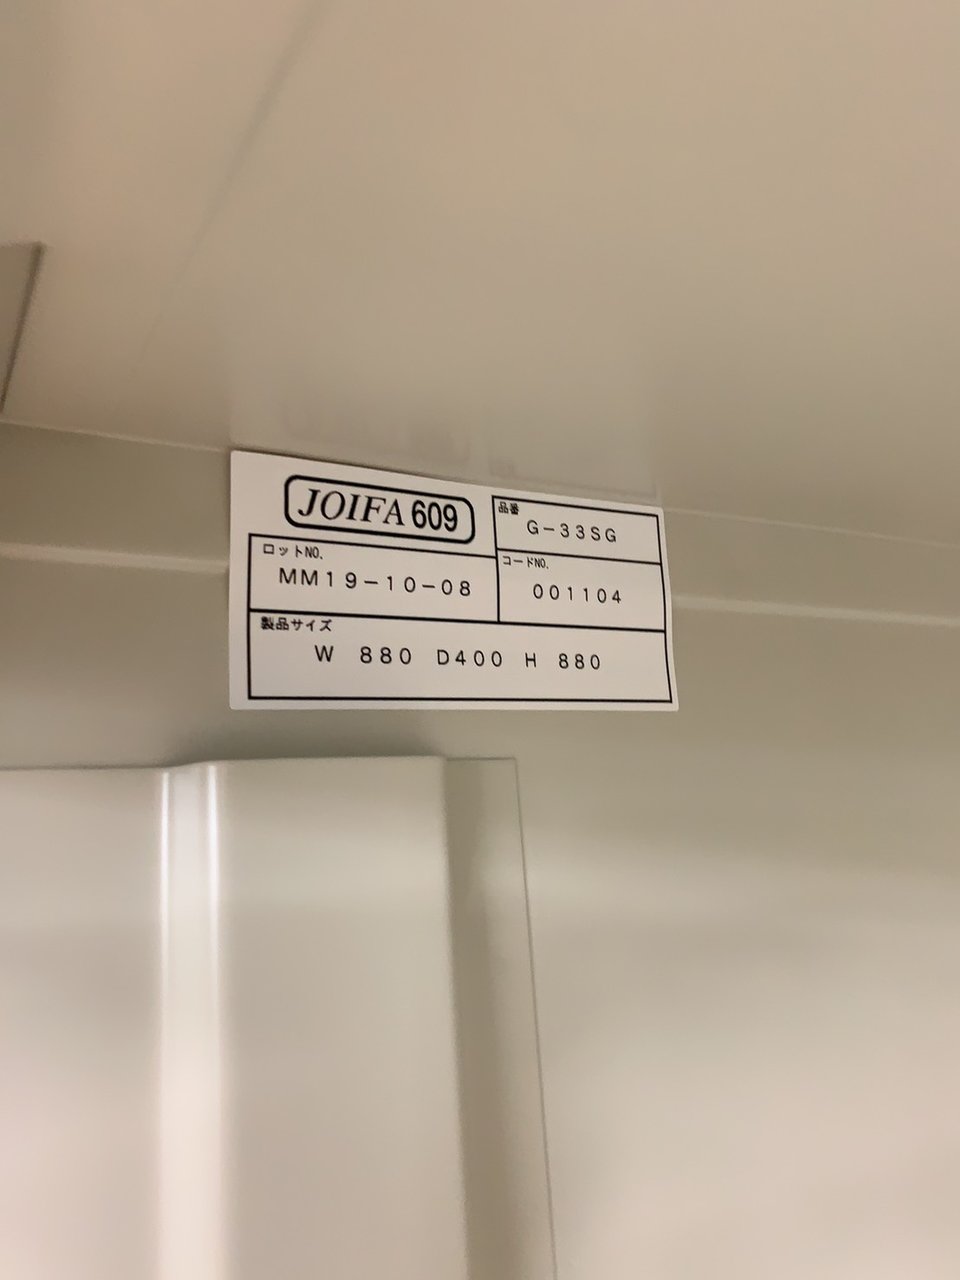 JOIFA 609
品番
G-33SG
ロットNO.
MM19-10-08
コードNO.
001104
製品サイズ
W 880 D400 H 880